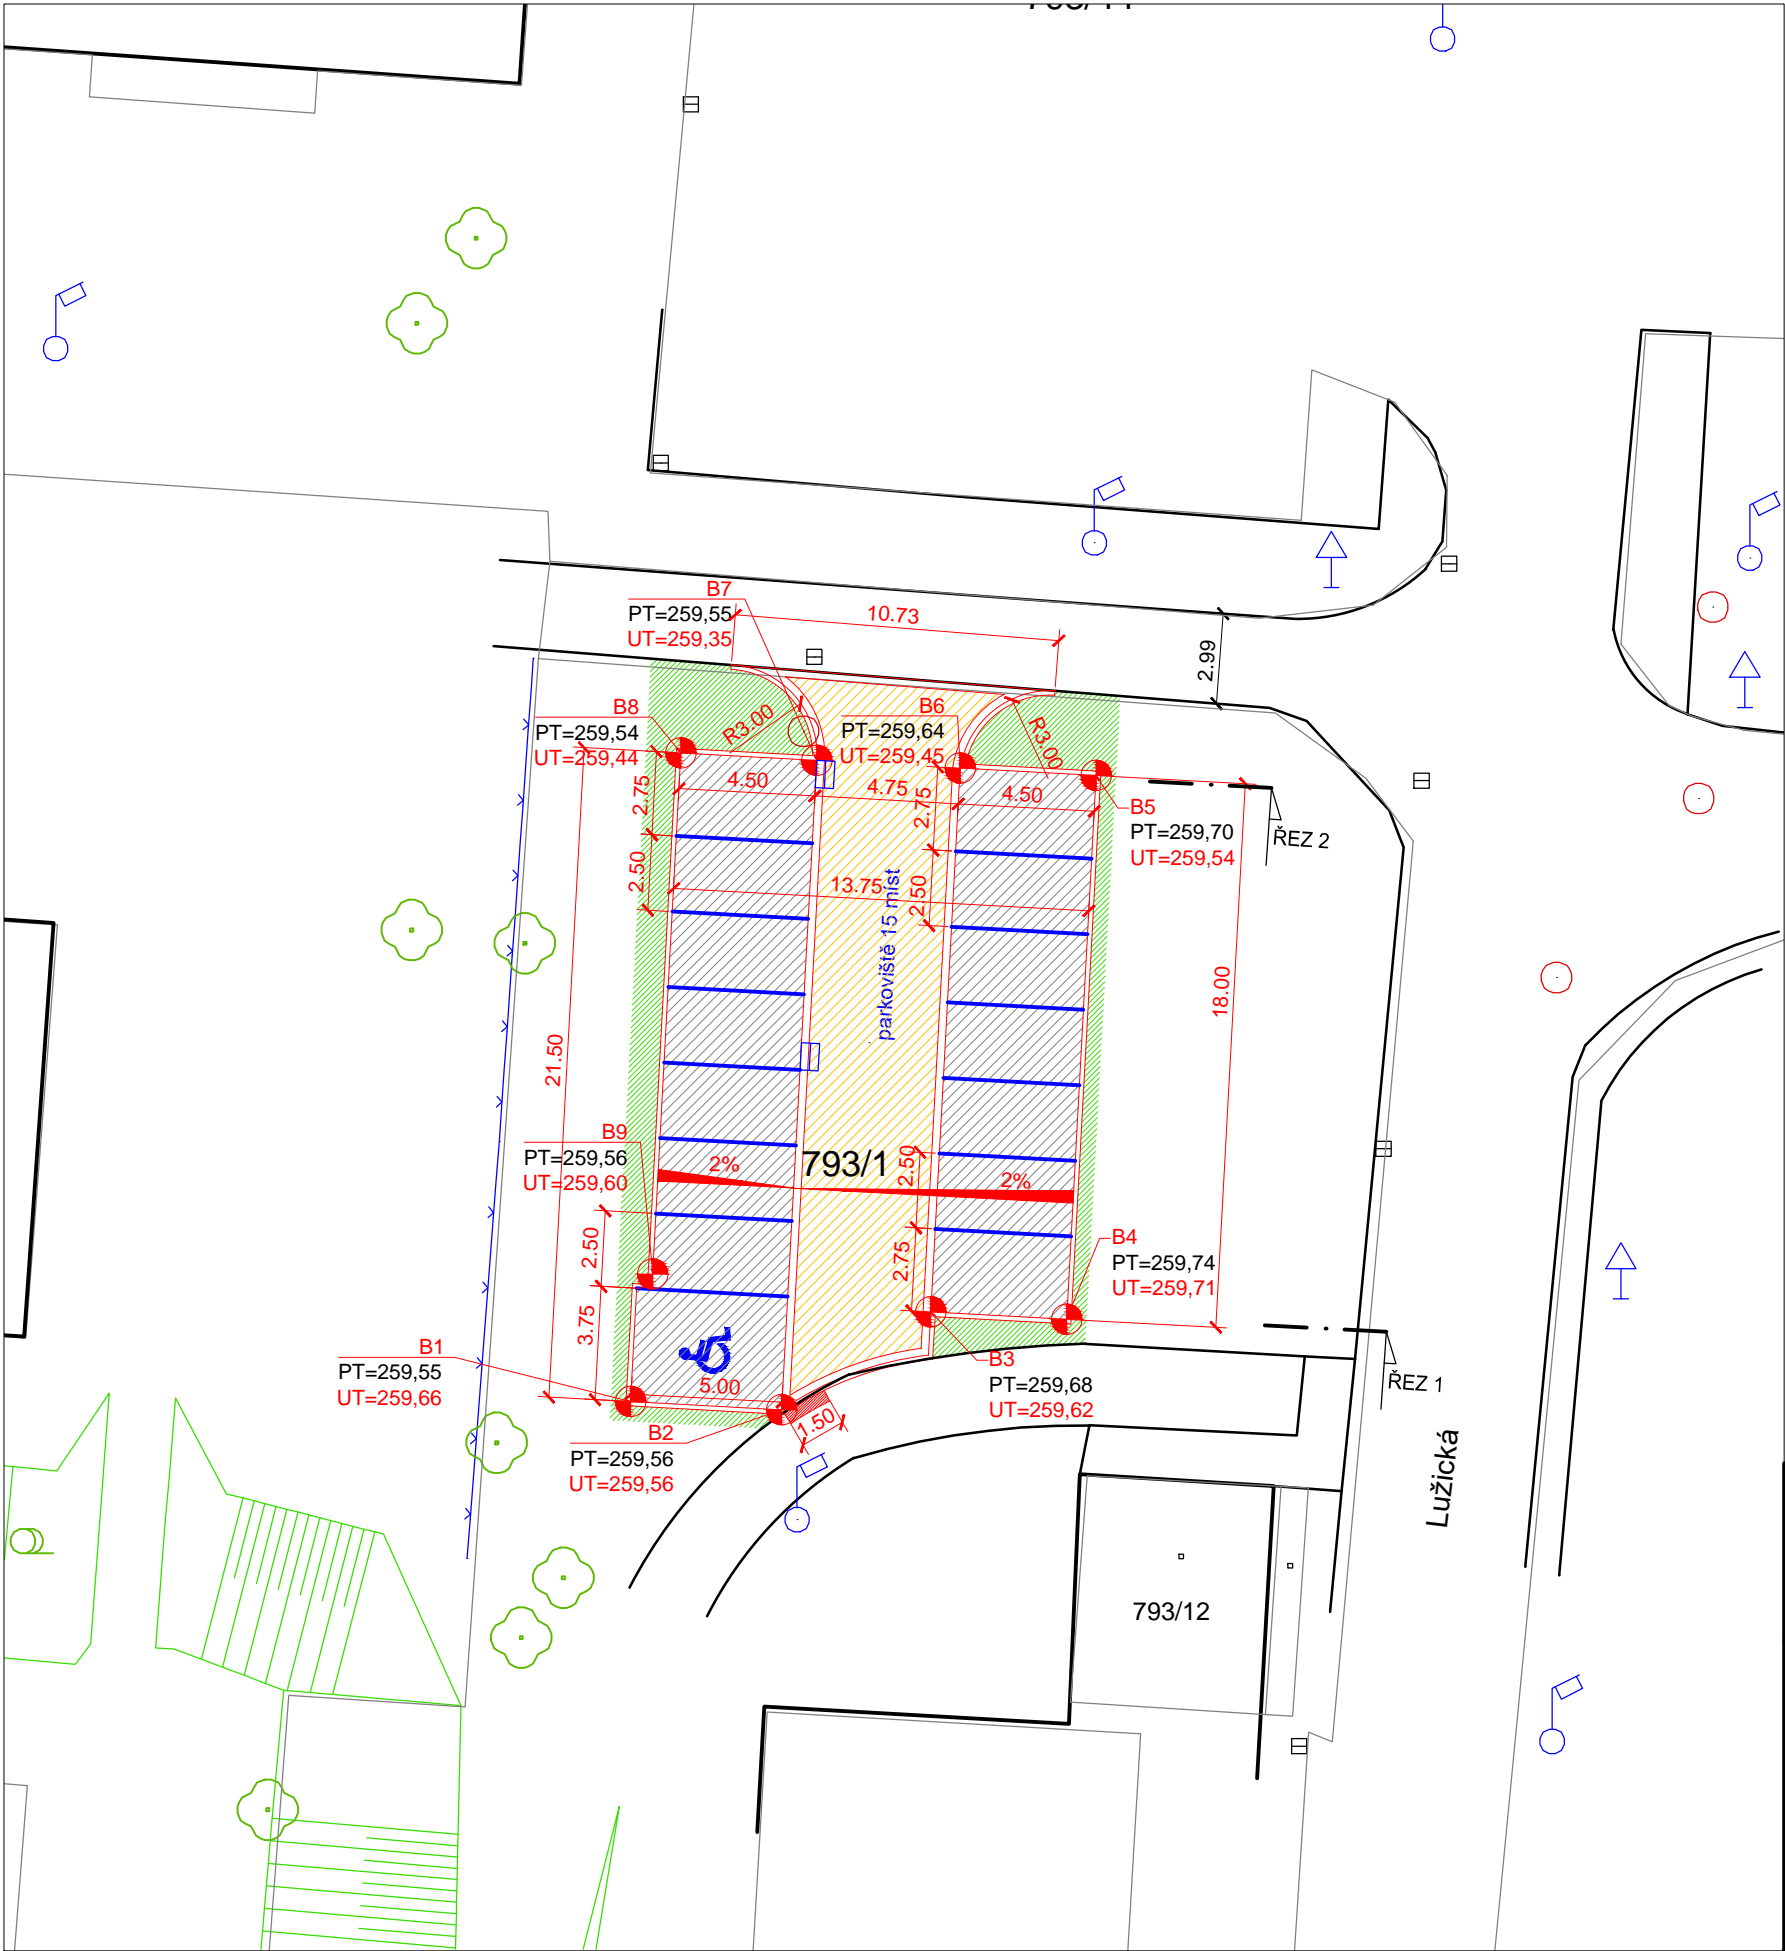 B7
PT=259,55
UT=259,35
10.73
2.99
B8
PT=259,54
UT=259,44
R3.00
B6
PT=259,64
UT=259,45
R3.00
2.75
4.50
4.75
2.75
4.50
B5
PT=259,70
UT=259,54
ŘEZ 2
2.50
13.75
2.50
parkoviště 15 míst
18.00
21.50
B9
PT=259,56
UT=259,60
2%
793/1
2.50
2%
2.50
2.75
B4
PT=259,74
UT=259,71
3.75
B1
PT=259,55
UT=259,66
5.00
B3
PT=259,68
UT=259,62
ŘEZ 1
1.50
B2
PT=259,56
UT=259,56
Lužická
793/12